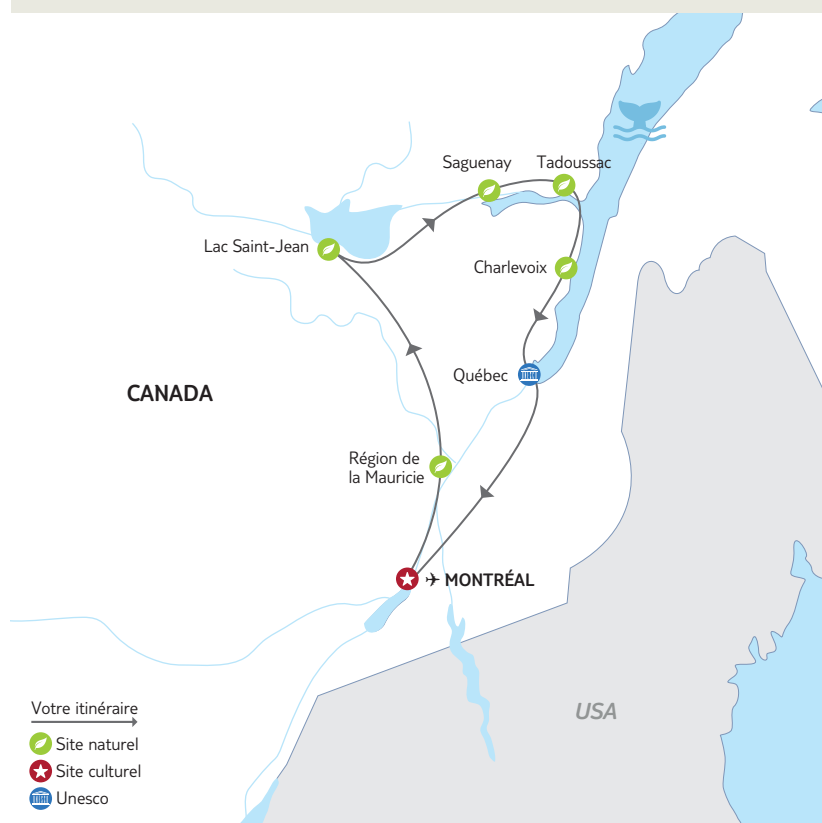 Saguenay
Tadoussac
Lac Saint-Jean
Charlevoix
Québec
CANADA
Région de
la Mauricie
MONTRÉAL
USA
Votre itinéraire
Site naturel
Site culturel
Unesco